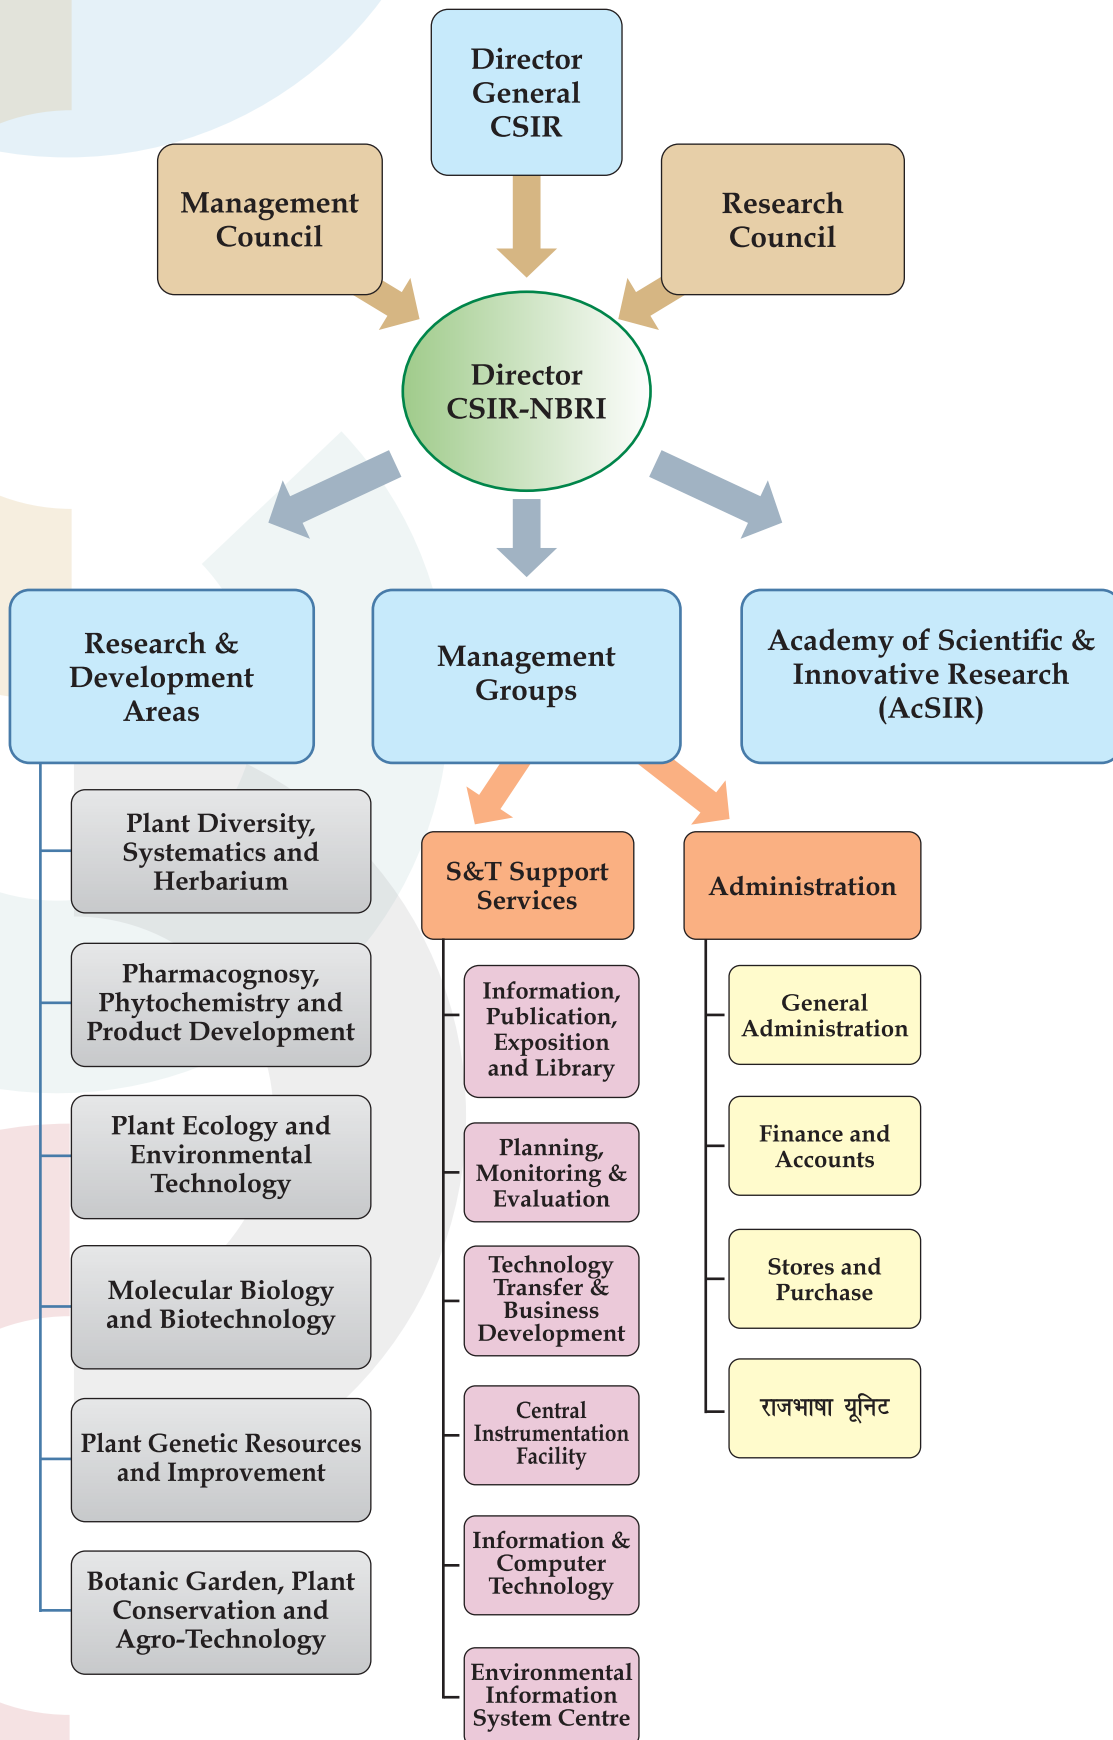 Director
General
CSIR
Management
Council
Research
Council
Director
CSIR-NBRI
Research &
Development
Areas
Management
Groups
Academy of Scientific &
Innovative Research
(AcSIR)
Plant Diversity,
Systematics and
Herbarium
Pharmacognosy,
Phytochemistry and
Product Development
Plant Ecology and
Environmental
Technology
Molecular Biology
and Biotechnology
Plant Genetic Resources
and Improvement
Botanic Garden, Plant
Conservation and
Agro-Technology
S&T Support
Services
Information,
Publication,
Exposition
and Library
Planning,
Monitoring &
Evaluation
Technology
Transfer &
Business
Development
Central
Instrumentation
Facility
Information &
Computer
Technology
Environmental
Information
System Centre
Administration
General
Administration
Finance and
Accounts
Stores and
Purchase
राजभाषा यूनिट